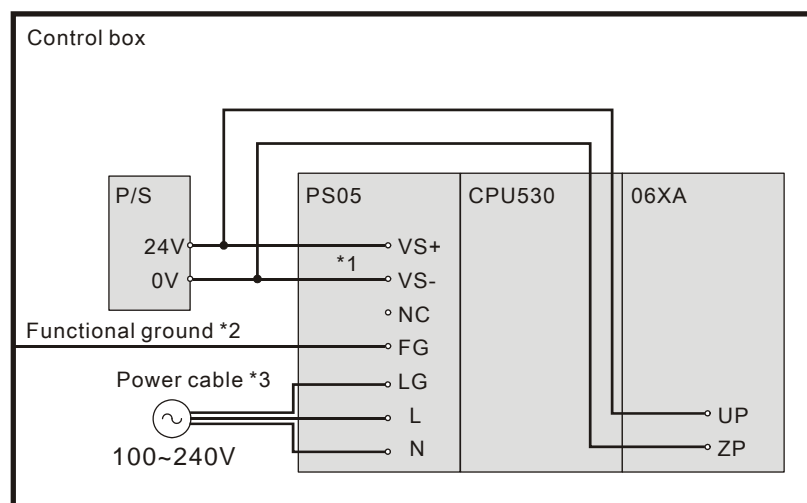 Control box
P/S
PS05
CPU530
06XA
24V
VS+
*1
0V
VS-
NC
Functional ground *2
FG
Power cable *3
LG
L
UP
100~240V
N
ZP